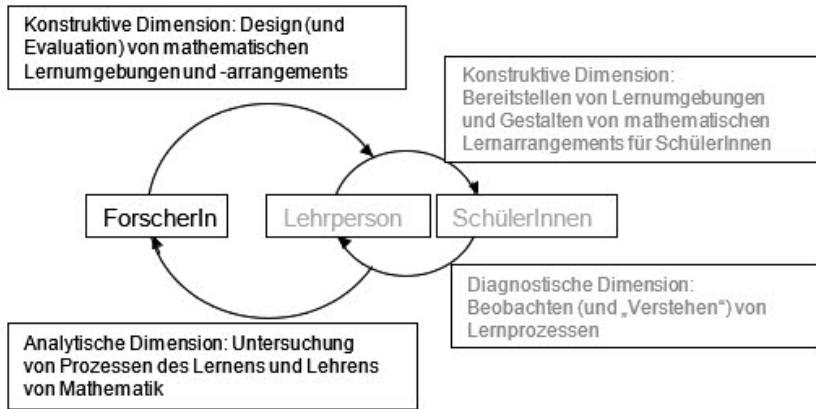 Konstruktive Dimension: Design (und
Evaluation) von mathematischen
Lernumgebungen und -arrangements
Konstruktive Dimension:
Bereitstellen von Lernumgebungen
und Gestalten von mathematischen
Lernarrangements für SchülerInnen
ForscherIn
Lehrperson
SchülerInnen
Diagnostische Dimension:
Beobachten (und „Verstehen“) von
Lernprozessen
Analytische Dimension: Untersuchung
von Prozessen des Lernens und Lehrens
von Mathematik